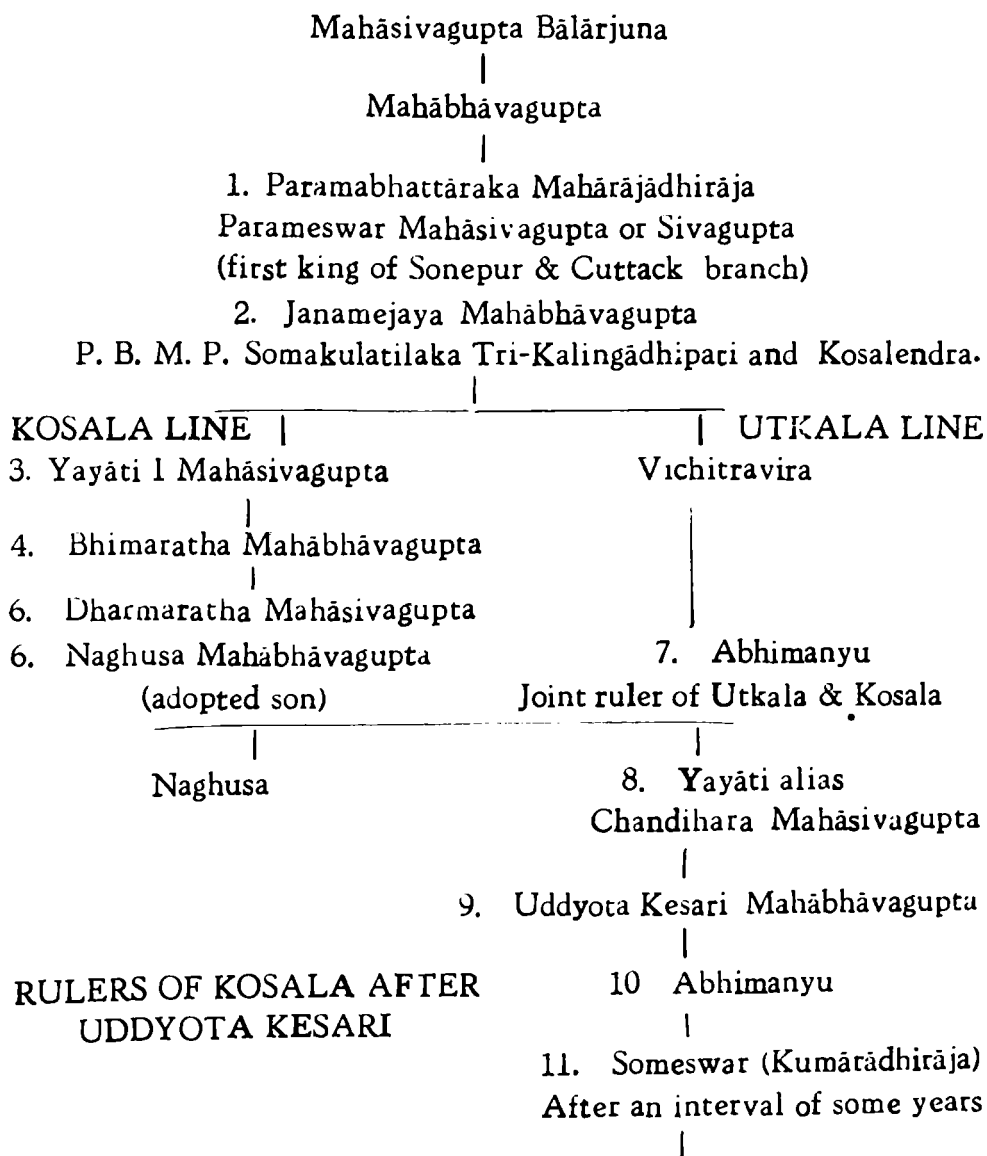 Mahāsivagupta Bālārjuna
Mahābhāvagupta
1. Paramabhattāraka Mahārājādhirāja
Parameswar Mahāsivagupta or Sivagupta
(first king of Sonepur & Cuttack branch)
2. Janamejaya Mahābhāvagupta
P. B. M. P. Somakulatilaka Tri-Kalingādhipati and Kosalendra.
KOSALA LINE UTKALA LINE
3. Yayāti I Mahāsivagupta Vichitravira
4. Bhimaratha Mahābhāvagupta
6. Dharmaratha Mahāsivagupta
6. Naghusa Mahābhāvagupta 7. Abhimanyu
(adopted son) Joint ruler of Utkala & Kosala
Naghusa 8. Yayāti alias
Chandihara Mahāsivagupta
9. Uddyota Kesari Mahābhāvagupta
RULERS OF KOSALA AFTER 10 Abhimanyu
UDDYOTA KESARI
11. Someswar (Kumārādhirāja)
After an interval of some years